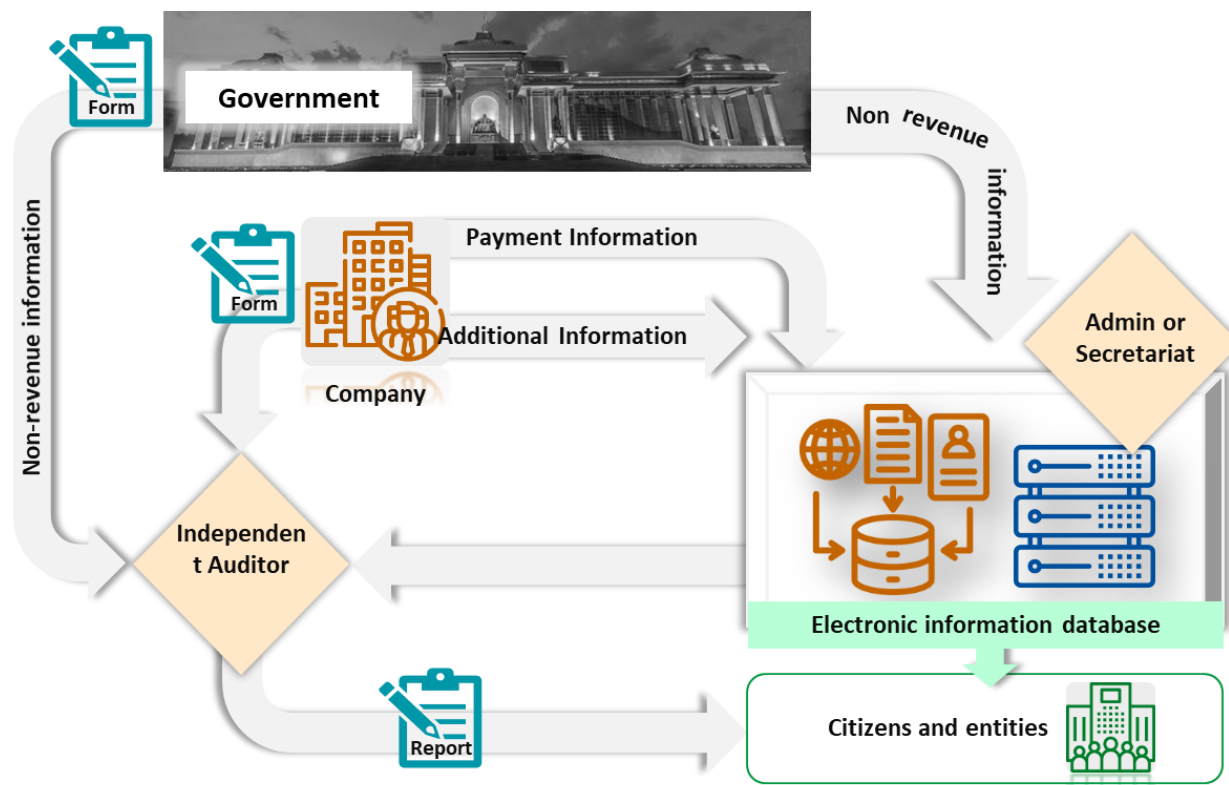 Form
Government
Non revenue
information
Non-revenue information
Form
Payment Information
Additional Information
Company
Admin or
Secretariat
Independen
t Auditor
Electronic information database
Report
Citizens and entities